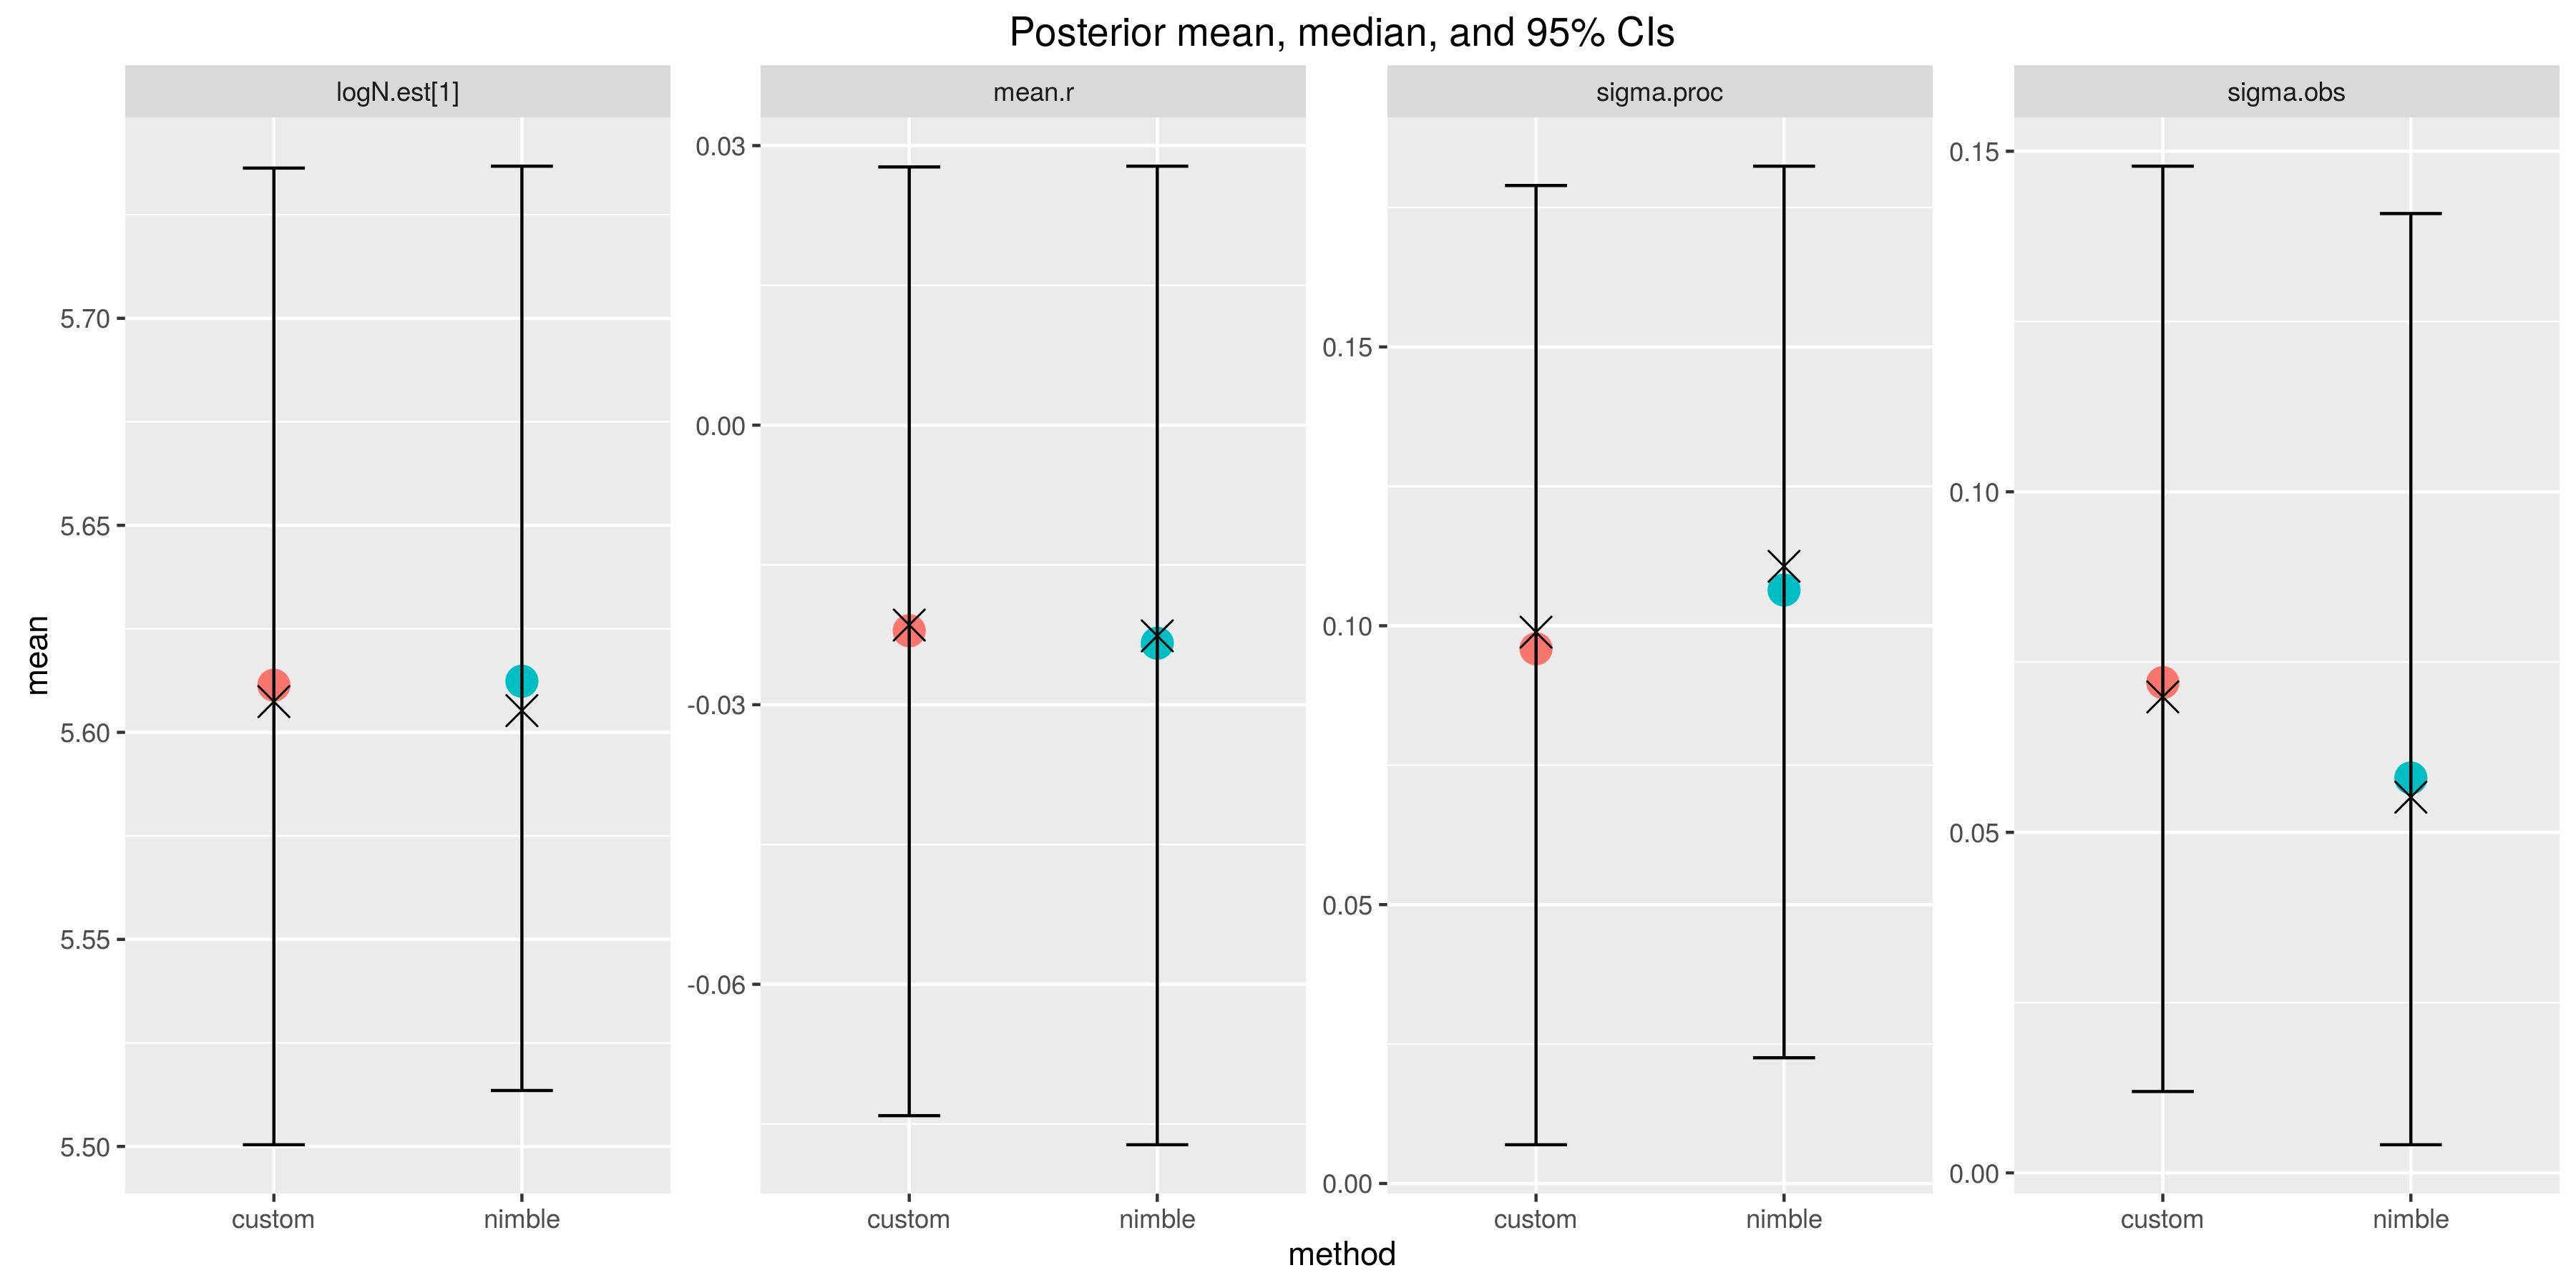 Posterior mean, median, and 95% CIs
logN.est[1]
mean.r
sigma.proc
sigma.obs
mean
5.70
5.65
5.60
5.55
5.50
0.03
0.00
-0.03
-0.06
0.15
0.10
0.05
0.00
0.15
0.10
0.05
0.00
custom nimble
custom nimble
custom nimble
custom nimble
method